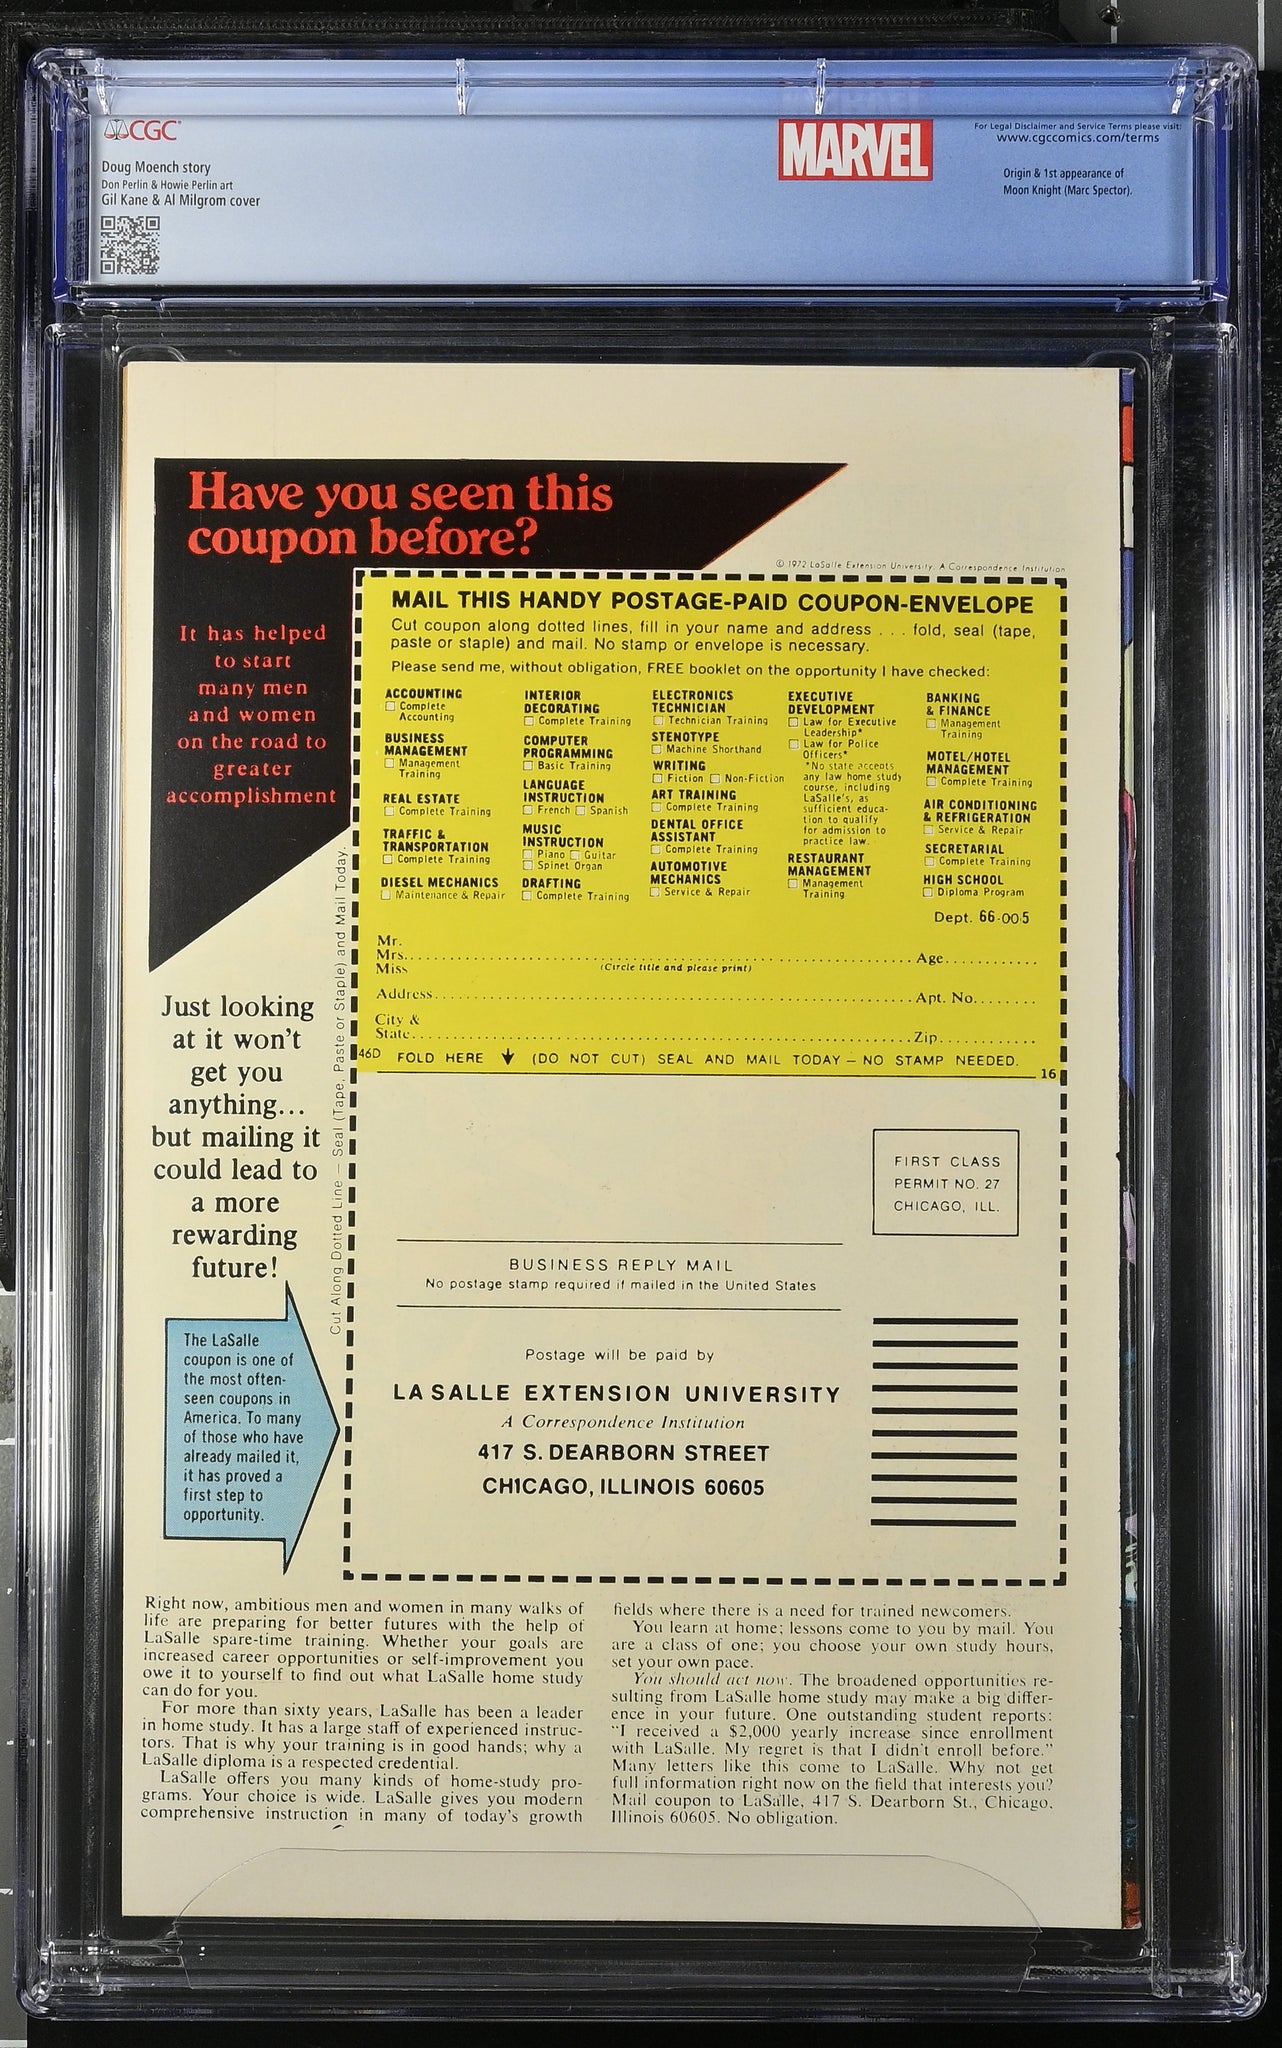 CGC
Doug Moench story
Don Perlin & Howie Perlin art
Gil Kane & Al Milgrom cover
MARVEL
For Legal Disclaimer and Service Terms please visit:
www.cgccomics.com/terms
Origin & 1st appearance of
Moon Knight (Marc Spector).
Have you seen this
coupon before?
It has helped
to start
many men
and women
on the road to
greater
accomplishment
Just looking
at it won't
get you
anything...
but mailing it
could lead to
a more
rewarding
future!
The LaSalle
coupon is one of
the most often-
seen coupons in
America. To many
of those who have
already mailed it,
it has proved a
first step to
opportunity.
Cut Along Dotted Line — Seal (Tape, Paste or Staple) and Mail Today.
© 1972 LaSalle Extension University. A Correspondence Institution
MAIL THIS HANDY POSTAGE-PAID COUPON-ENVELOPE
Cut coupon along dotted lines, fill in your name and address . . . fold, seal (tape,
paste or staple) and mail. No stamp or envelope is necessary.
Please send me, without obligation, FREE booklet on the opportunity I have checked:
ACCOUNTING
Complete
Accounting
BUSINESS
MANAGEMENT
Management
Training
REAL ESTATE
Complete Training
TRAFFIC &
TRANSPORTATION
Complete Training
DIESEL MECHANICS
Maintenance & Repair
INTERIOR
DECORATING
Complete Training
COMPUTER
PROGRAMMING
Basic Training
LANGUAGE
INSTRUCTION
French Spanish
MUSIC
INSTRUCTION
Piano Guitar
Spinet Organ
DRAFTING
Complete Training
ELECTRONICS
TECHNICIAN
Technician Training
STENOTYPE
Machine Shorthand
WRITING
Fiction Non-Fiction
ART TRAINING
Complete Training
DENTAL OFFICE
ASSISTANT
Complete Training
AUTOMOTIVE
MECHANICS
Service & Repair
EXECUTIVE
DEVELOPMENT
Law for Executive
Leadership*
Law for Police
Officers*
*No state accepts
any law home study
course, including
LaSalle's, as
sufficient educa-
tion to qualify
for admission to
practice law.
RESTAURANT
MANAGEMENT
Management
Training
BANKING
& FINANCE
Management
Training
MOTEL/HOTEL
MANAGEMENT
Complete Training
AIR CONDITIONING
& REFRIGERATION
Service & Repair
SECRETARIAL
Complete Training
HIGH SCHOOL
Diploma Program
Dept. 66-005
Mr.
Mrs. Age
Miss (Circle title and please print)
Address Apt. No.
City &
State Zip
46D FOLD HERE (DO NOT CUT) SEAL AND MAIL TODAY — NO STAMP NEEDED.
16
FIRST CLASS
PERMIT NO. 27
CHICAGO, ILL.
BUSINESS REPLY MAIL
No postage stamp required if mailed in the United States
Postage will be paid by
LA SALLE EXTENSION UNIVERSITY
A Correspondence Institution
417 S. DEARBORN STREET
CHICAGO, ILLINOIS 60605
Right now, ambitious men and women in many walks of
life are preparing for better futures with the help of
LaSalle spare-time training. Whether your goals are
increased career opportunities or self-improvement you
owe it to yourself to find out what LaSalle home study
can do for you.
For more than sixty years, LaSalle has been a leader
in home study. It has a large staff of experienced instruc-
tors. That is why your training is in good hands; why a
LaSalle diploma is a respected credential.
LaSalle offers you many kinds of home-study pro-
grams. Your choice is wide. LaSalle gives you modern
comprehensive instruction in many of today's growth
fields where there is a need for trained newcomers.
You learn at home; lessons come to you by mail. You
are a class of one; you choose your own study hours,
set your own pace.
You should act now. The broadened opportunities re-
sulting from LaSalle home study may make a big differ-
ence in your future. One outstanding student reports:
"I received a $2,000 yearly increase since enrollment
with LaSalle. My regret is that I didn't enroll before."
Many letters like this come to LaSalle. Why not get
full information right now on the field that interests you?
Mail coupon to LaSalle, 417 S. Dearborn St., Chicago,
Illinois 60605. No obligation.